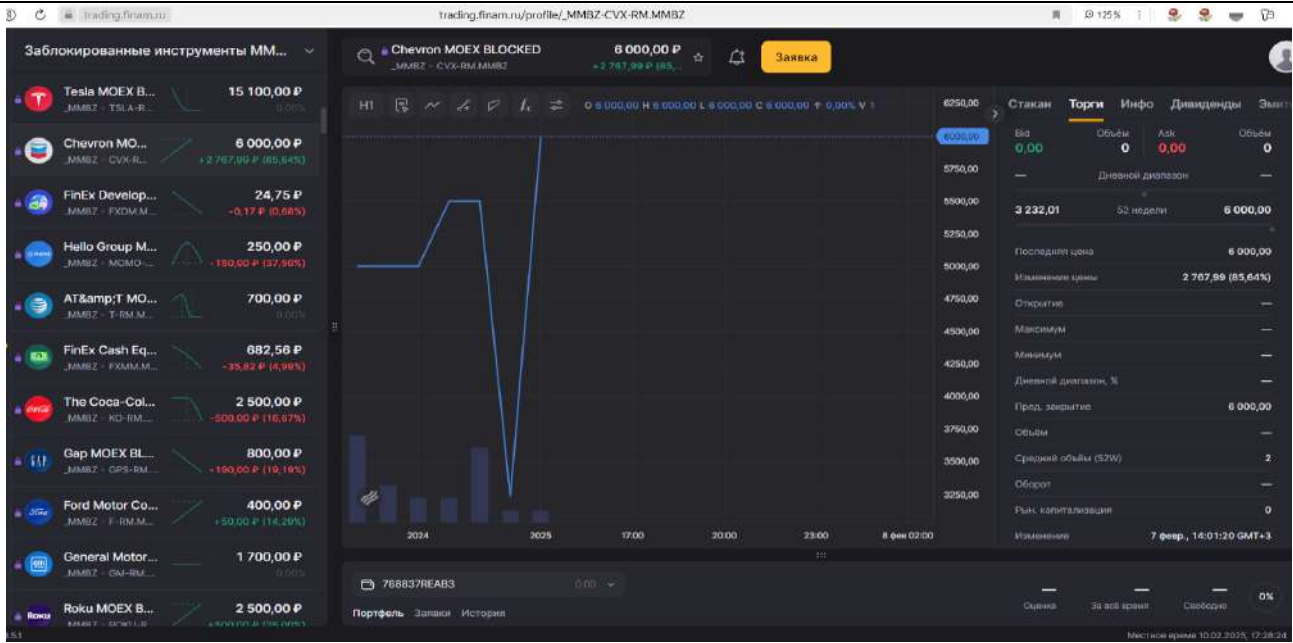 trading.finam.ru
trading.finam.ru/profile/_MMBZ-CVX-RM.MMBZ
125%
Заблокированные инструменты MM...
Chevron MOEX BLOCKED
_MMBZ - CVX-RM.MMBZ
6 000,00 ₽
+2 767,99 ₽ (85,...
Заявка
Tesla MOEX B...
15 100,00 ₽
_MMBZ - TSLA-R...
0,00%
Chevron MO...
6 000,00 ₽
_MMBZ - CVX-R...
+2 767,99 ₽ (85,64%)
FinEx Develop...
24,75 ₽
_MMBZ - FXDM.M...
-0,17 ₽ (0,68%)
Hello Group M...
250,00 ₽
_MMBZ - MOMO-...
-150,00 ₽ (37,50%)
AT&amp;T MO...
700,00 ₽
_MMBZ - T-RM.M...
0,00%
FinEx Cash Eq...
682,56 ₽
_MMBZ - FXMM.M...
-35,82 ₽ (4,99%)
The Coca-Col...
2 500,00 ₽
_MMBZ - KO-RM....
-500,00 ₽ (16,67%)
Gap MOEX BL...
800,00 ₽
_MMBZ - GPS-RM....
-190,00 ₽ (19,19%)
Ford Motor Co...
400,00 ₽
_MMBZ - F-RM.M...
+50,00 ₽ (14,29%)
General Motor...
1 700,00 ₽
_MMBZ - GM-RM....
0,00%
Roku MOEX B...
2 500,00 ₽
H1
O 6 000,00 H 6 000,00 L 6 000,00 C 6 000,00 0,00% V 1
6250,00
6000,00
5750,00
5500,00
5250,00
5000,00
4750,00
4500,00
4250,00
4000,00
3750,00
3500,00
3250,00
2024 2025 17:00 20:00 23:00 8 фев 02:00
768837REAB3 0,00
Портфель Заявки История
Стакан Торги Инфо Дивиденды
Bid Объём Ask Объём
0,00 0 0,00 0
— Дневной диапазон —
3 232,01 52 недели 6 000,00
Последняя цена 6 000,00
Изменение цены 2 767,99 (85,64%)
Открытие —
Максимум —
Минимум —
Дневной диапазон, % —
Пред. закрытие 6 000,00
Объём —
Средний объём (52W) 2
Оборот —
Рын. капитализация 0
Изменение 7 февр., 14:01:20 GMT+3
— — — 0%
Оценка За всё время Свободно
Местное время 10.02.2025, 17:28:24